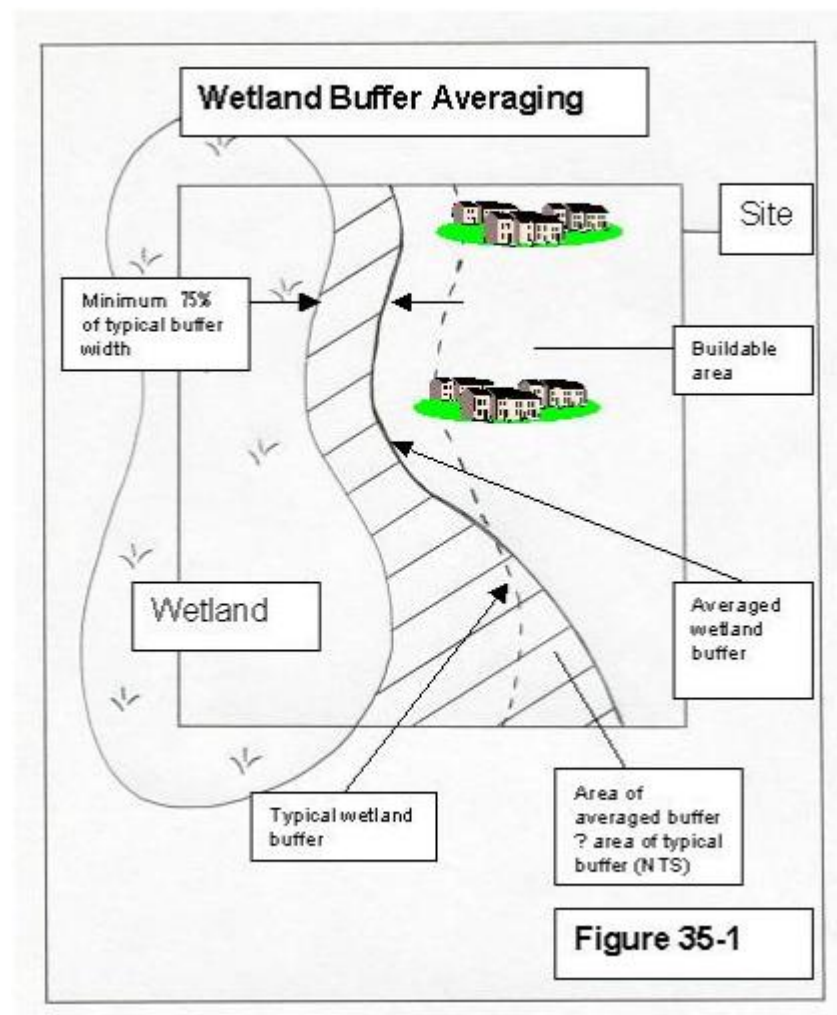 Wetland Buffer Averaging
Site
Minimum 75%
of typical buffer
width
Buildable
area
Wetland
Averaged
wetland
buffer
Typical wetland
buffer
Area of
averaged buffer
? area of typical
buffer (NTS)
Figure 35-1